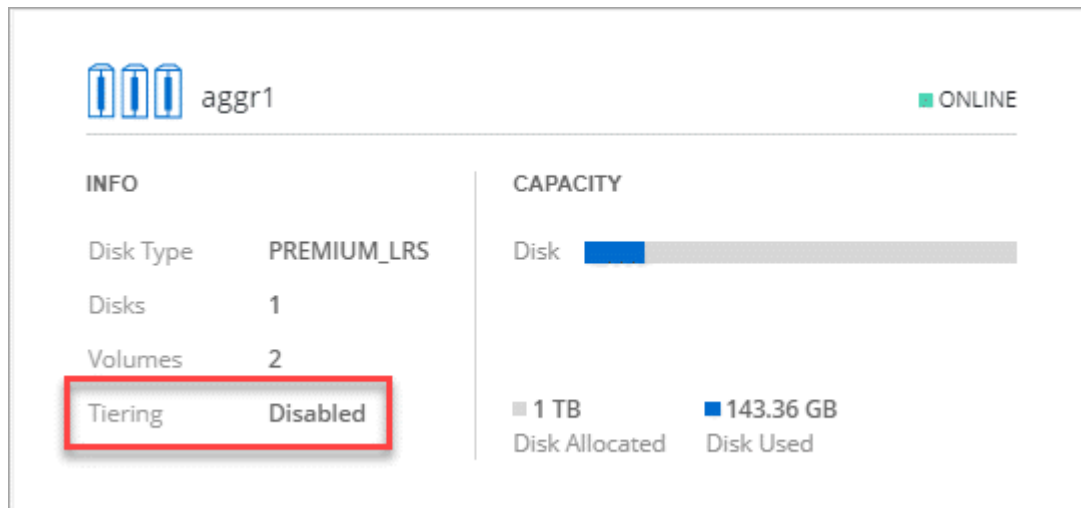 aggr1
ONLINE
INFO
Disk Type PREMIUM_LRS
Disks 1
Volumes 2
Tiering Disabled
CAPACITY
Disk
1 TB
Disk Allocated
143.36 GB
Disk Used